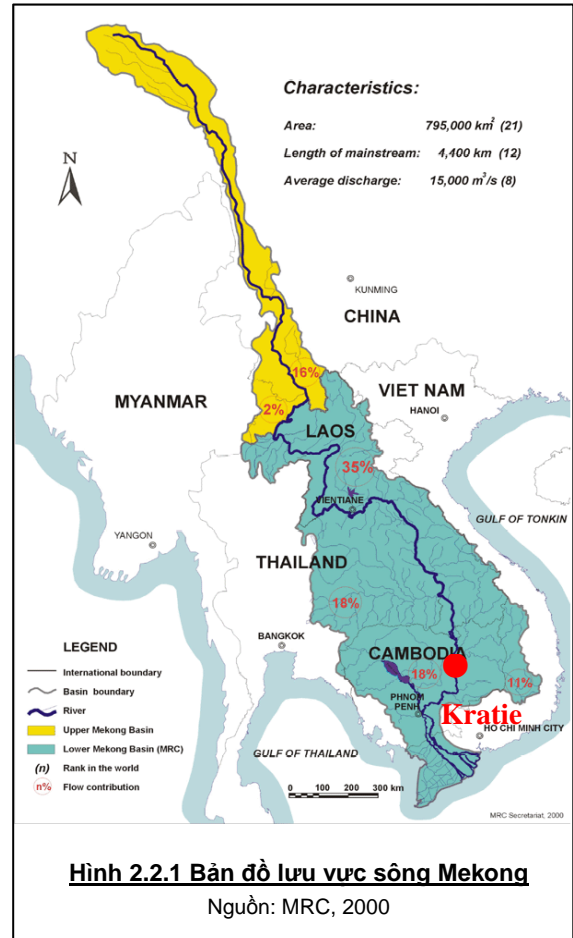 Characteristics:
Area: 795,000 km² (21)
Length of mainstream: 4,400 km (12)
Average discharge: 15,000 m³/s (8)
N
KUNMING
CHINA
16%
MYANMAR
VIET NAM
2%
HANOI
LAOS
35%
VIENTIANE
GULF OF TONKIN
YANGON
THAILAND
18%
BANGKOK
CAMBODIA
18%
11%
PHNOM
PENH
Kratie
HO CHI MINH CITY
GULF OF THAILAND
LEGEND
International boundary
Basin boundary
River
Upper Mekong Basin
Lower Mekong Basin (MRC)
(n) Rank in the world
n% Flow contribution
0 100 200 300 km
MRC Secretariat, 2000
Hình 2.2.1 Bản đồ lưu vực sông Mekong
Nguồn: MRC, 2000